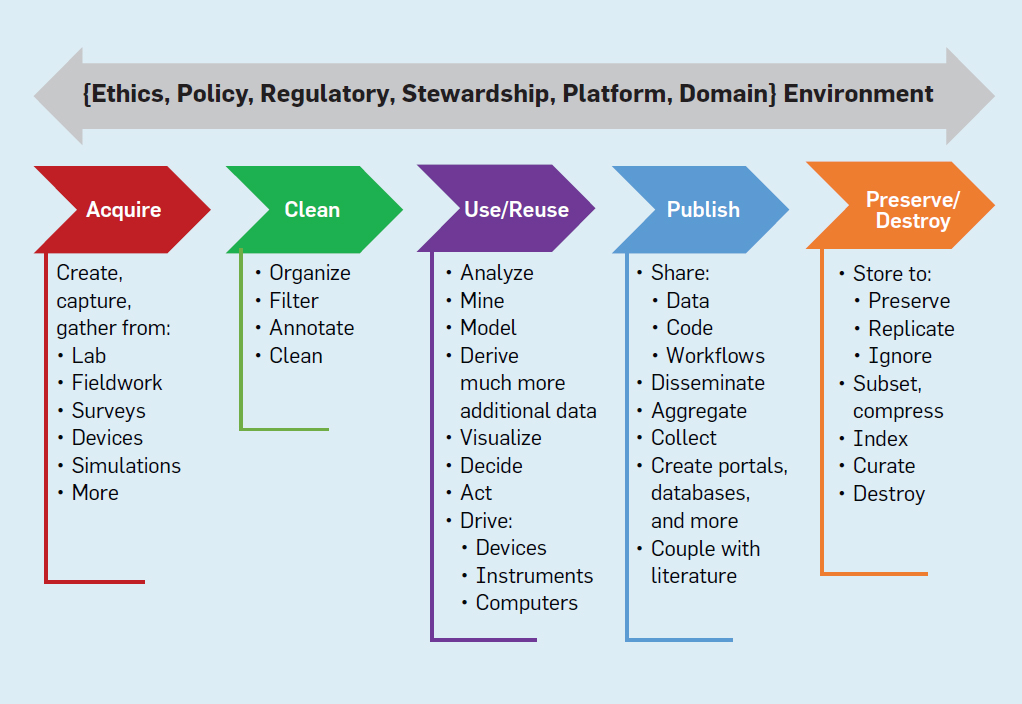 {Ethics, Policy, Regulatory, Stewardship, Platform, Domain} Environment
Acquire
Create,
capture,
gather from:
• Lab
• Fieldwork
• Surveys
• Devices
• Simulations
• More
Clean
• Organize
• Filter
• Annotate
• Clean
Use/Reuse
• Analyze
• Mine
• Model
• Derive
much more
additional data
• Visualize
• Decide
• Act
• Drive:
• Devices
• Instruments
• Computers
Publish
• Share:
• Data
• Code
• Workflows
• Disseminate
• Aggregate
• Collect
• Create portals,
databases,
and more
• Couple with
literature
Preserve/
Destroy
• Store to:
• Preserve
• Replicate
• Ignore
• Subset,
compress
• Index
• Curate
• Destroy